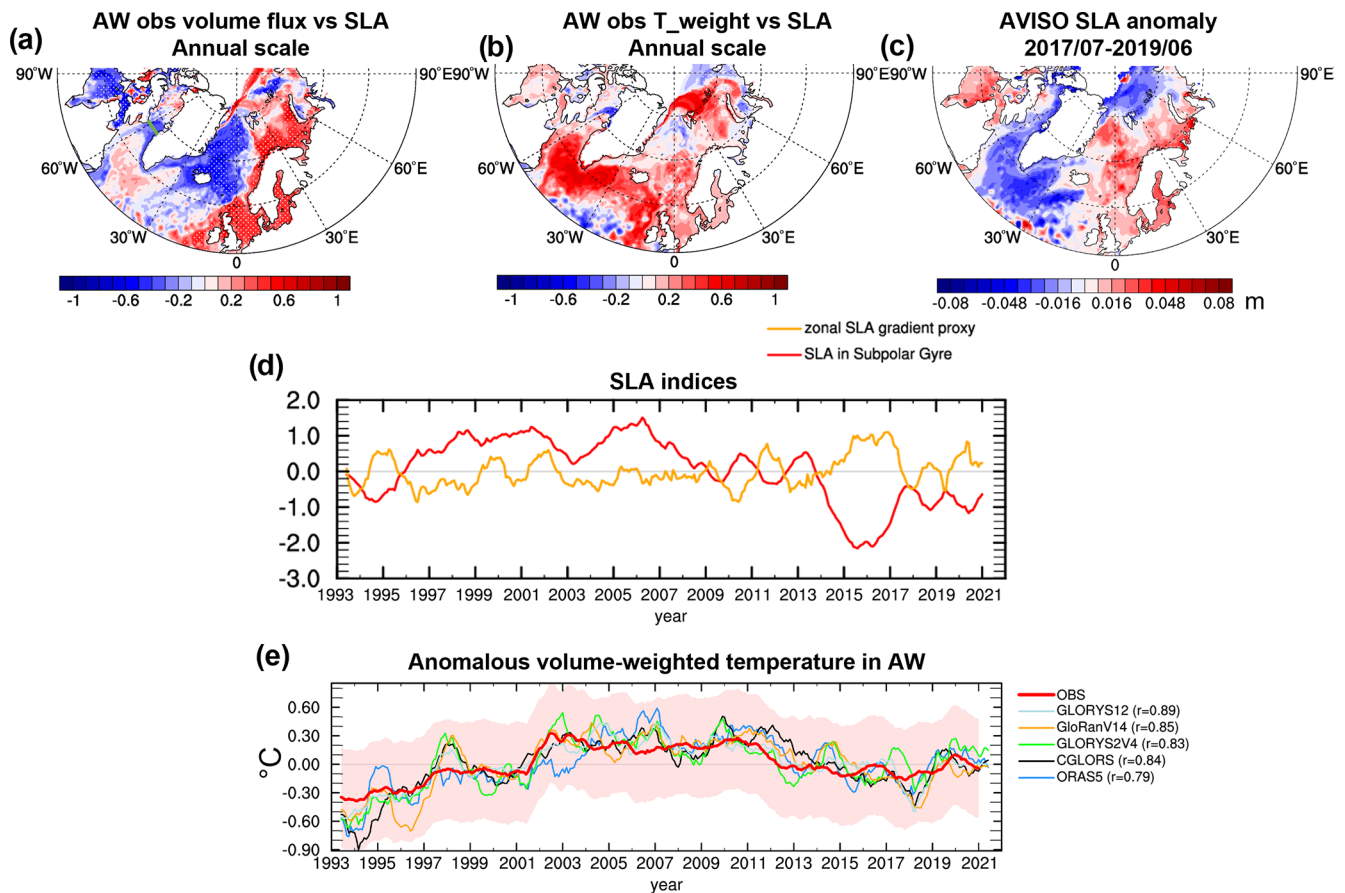 AW obs volume flux vs SLA
Annual scale
(a)
90°W
90°E
60°W
60°E
30°W
30°E
0
-1 -0.6 -0.2 0.2 0.6 1
AW obs T_weight vs SLA
Annual scale
(b)
90°W
90°E
60°W
60°E
30°W
30°E
0
-1 -0.6 -0.2 0.2 0.6 1
AVISO SLA anomaly
2017/07-2019/06
(c)
90°W
90°E
60°W
60°E
30°W
30°E
0
-0.08 -0.048 -0.016 0.016 0.048 0.08 m
zonal SLA gradient proxy
SLA in Subpolar Gyre
(d)
SLA indices
2.0
1.0
0.0
-1.0
-2.0
-3.0
1993 1995 1997 1999 2001 2003 2005 2007 2009 2011 2013 2015 2017 2019 2021
year
(e)
Anomalous volume-weighted temperature in AW
°C
0.60
0.30
0.00
-0.30
-0.60
-0.90
1993 1995 1997 1999 2001 2003 2005 2007 2009 2011 2013 2015 2017 2019 2021
year
OBS
GLORYS12 (r=0.89)
GloRanV14 (r=0.85)
GLORYS2V4 (r=0.83)
CGLORS (r=0.84)
ORAS5 (r=0.79)